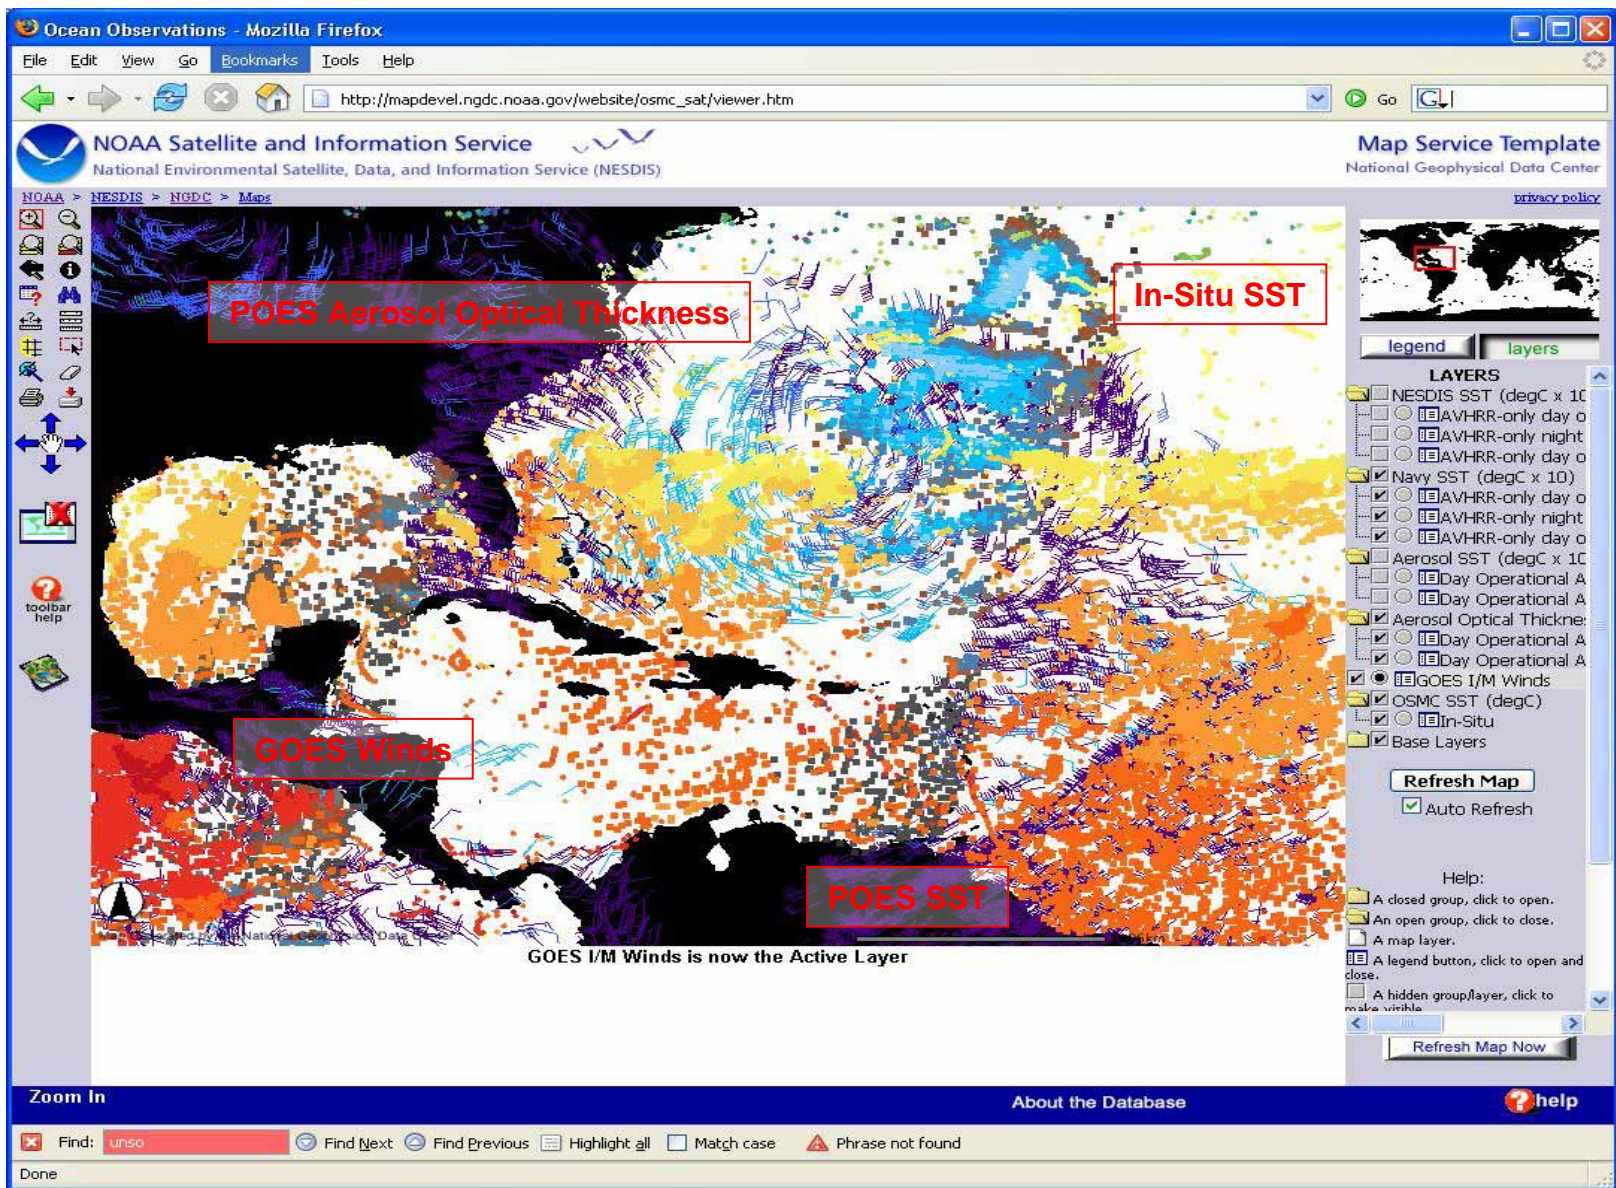 Ocean Observations - Mozilla Firefox
File Edit View Go Bookmarks Tools Help
http://mapdevel.ngdc.noaa.gov/website/osmc_sat/viewer.htm
Go
NOAA Satellite and Information Service
National Environmental Satellite, Data, and Information Service (NESDIS)
Map Service Template
National Geophysical Data Center
NOAA > NESDIS > NGDC > Maps
privacy policy
POES Aerosol Optical Thickness
In-Situ SST
GOES Winds
POES SST
toolbar
help
legend
layers
LAYERS
NESDIS SST (degC x 10
AVHRR-only day o
AVHRR-only night
AVHRR-only day o
Navy SST (degC x 10)
AVHRR-only day o
AVHRR-only night
AVHRR-only day o
Aerosol SST (degC x 10
Day Operational A
Day Operational A
Aerosol Optical Thickne
Day Operational A
Day Operational A
GOES I/M Winds
OSMC SST (degC)
In-Situ
Base Layers
Refresh Map
Auto Refresh
Help:
A closed group, click to open.
An open group, click to close.
A map layer.
A legend button, click to open and
close.
A hidden group/layer, click to
make visible
Refresh Map Now
National Geophysical Data Center
GOES I/M Winds is now the Active Layer
Zoom In
About the Database
help
Find: unso Find Next Find Previous Highlight all Match case Phrase not found
Done